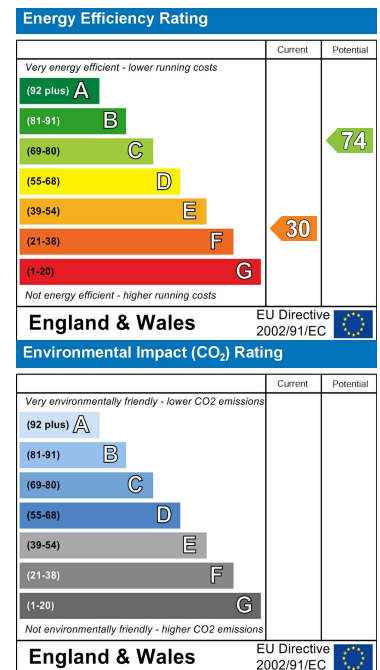 Energy Efficiency Rating
Current Potential
Very energy efficient - lower running costs
(92 plus) A
(81-91) B
(69-80) C
74
(55-68) D
(39-54) E
30
(21-38) F
(1-20) G
Not energy efficient - higher running costs
England & Wales
EU Directive
2002/91/EC
Environmental Impact (CO₂) Rating
Current Potential
Very environmentally friendly - lower CO2 emissions
(92 plus) A
(81-91) B
(69-80) C
(55-68) D
(39-54) E
(21-38) F
(1-20) G
Not environmentally friendly - higher CO2 emissions
England & Wales
EU Directive
2002/91/EC